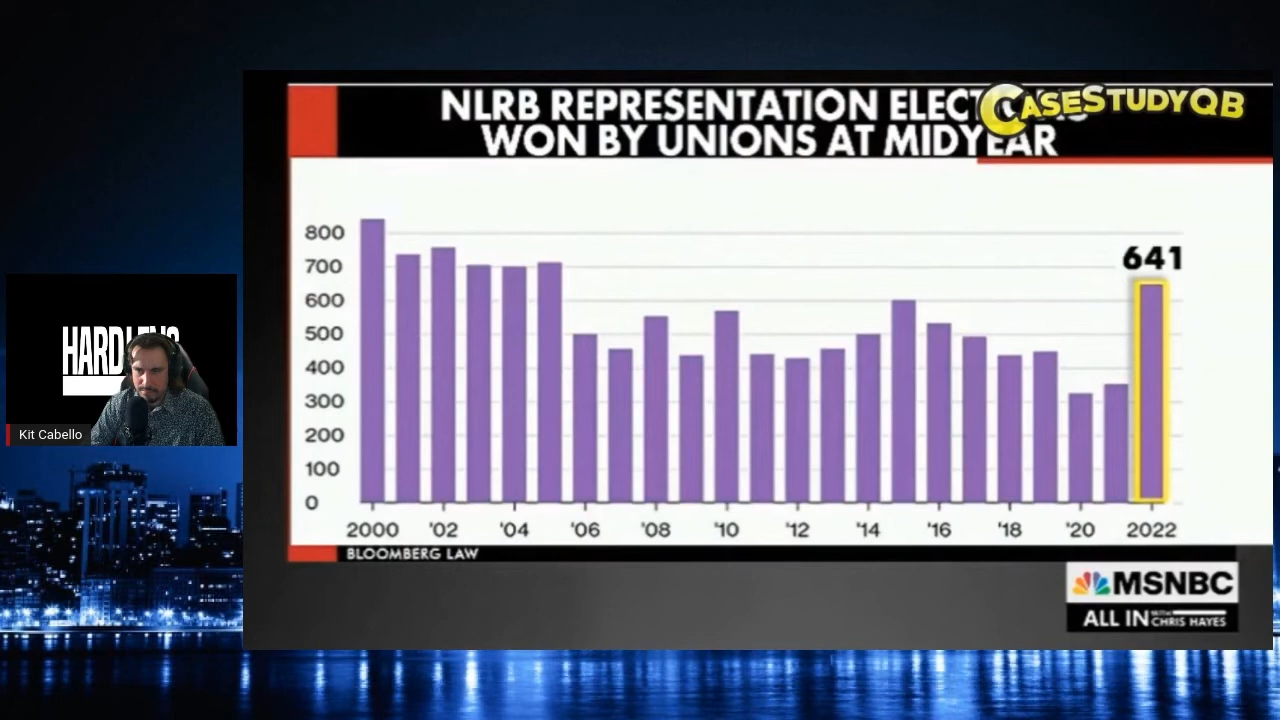 NLRB REPRESENTATION
CASESTUDYQB
WON BY UNIONS AT MIDYEAR
641
800
700
600
500
400
300
200
100
0
2000 '02 '04 '06 '08 '10 '12 '14 '16 '18 '20 2022
BLOOMBERG LAW
MSNBC
ALL IN WITH CHRIS HAYES
HARD
Kit Cabello